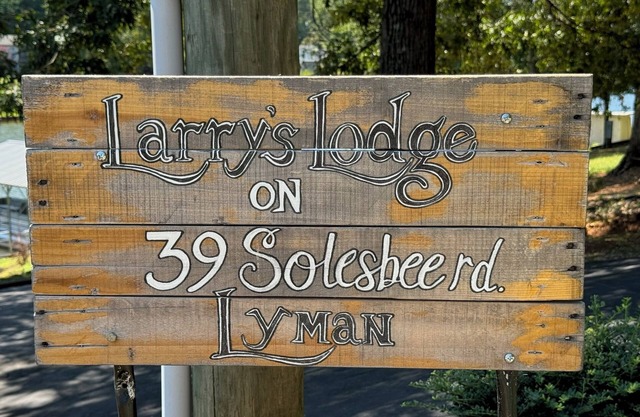 Larry's Lodge
ON
39 Solesbee rd.
Lyman